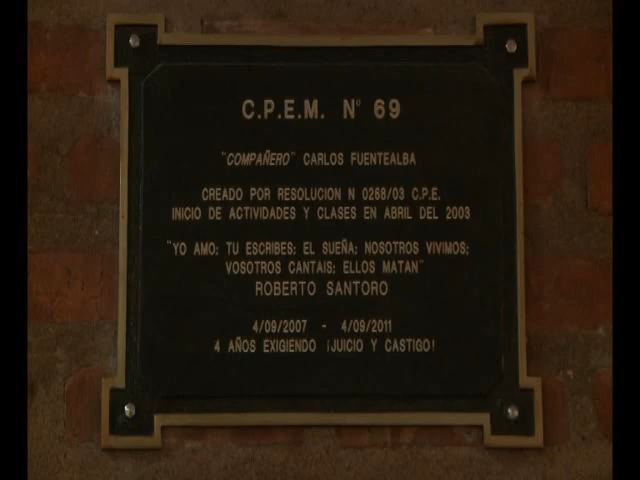 C.P.E.M. N° 69
"COMPAÑERO" CARLOS FUENTEALBA
CREADO POR RESOLUCION N 0268/03 C.P.E.
INICIO DE ACTIVIDADES Y CLASES EN ABRIL DEL 2003
"YO AMO; TU ESCRIBES; EL SUEÑA; NOSOTROS VIVIMOS;
VOSOTROS CANTAIS; ELLOS MATAN"
ROBERTO SANTORO
4/09/2007 - 4/09/2011
4 AÑOS EXIGIENDO ¡JUICIO Y CASTIGO!